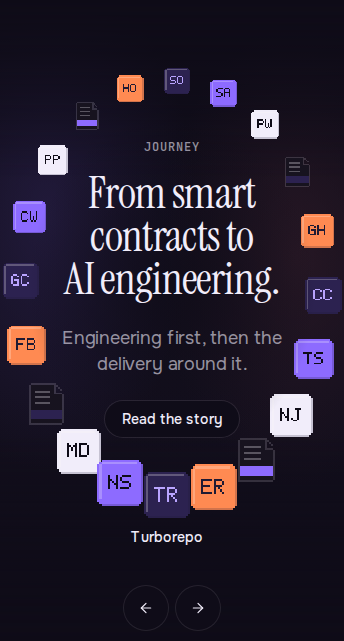 HO
SO
SA
PW
PP
JOURNEY
From smart
contracts to
AI engineering.
CW
GH
GC
CC
Engineering first, then the
delivery around it.
FB
TS
Read the story
NJ
MD
NS
TR
ER
Turborepo